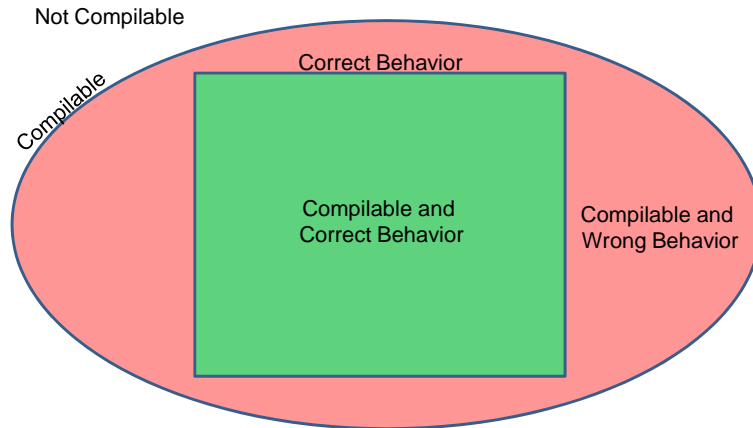 Not Compilable
Correct Behavior
Compilable
Compilable and
Correct Behavior
Compilable and
Wrong Behavior